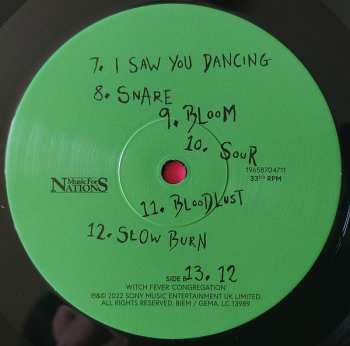 7. I SAW YOU DANCING
8. SNARE
9. BLOOM
10. SOUR
Music For
NATIONS
19658704711
33⅓ RPM
11. BLOODLUST
12. SLOW BURN
SIDE B 13. 12
WITCH FEVER 'CONGREGATION'
℗&© 2022 SONY MUSIC ENTERTAINMENT UK LIMITED.
ALL RIGHTS RESERVED. BIEM / GEMA. LC 13989